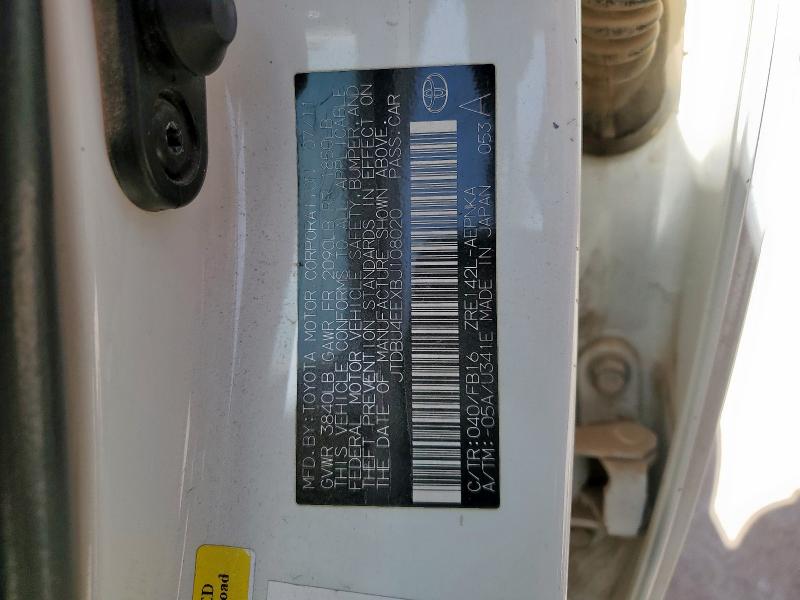 MFD.BY:TOYOTA MOTOR CORPORATION 07/11
GVWR 3840LB GAWR FR 2090LB RR 1850LB
THIS VEHICLE CONFORMS TO ALL APPLICABLE
FEDERAL MOTOR VEHICLE SAFETY,BUMPER,AND
THEFT PREVENTION STANDARDS IN EFFECT ON
THE DATE OF MANUFACTURE SHOWN ABOVE.
JTDBU4EEXBJ108020 PASS.CAR
C/TR:040/FB16 ZRE142L-AEPNKA
A/TM:-05A/U341E MADE IN JAPAN 053 A
oad